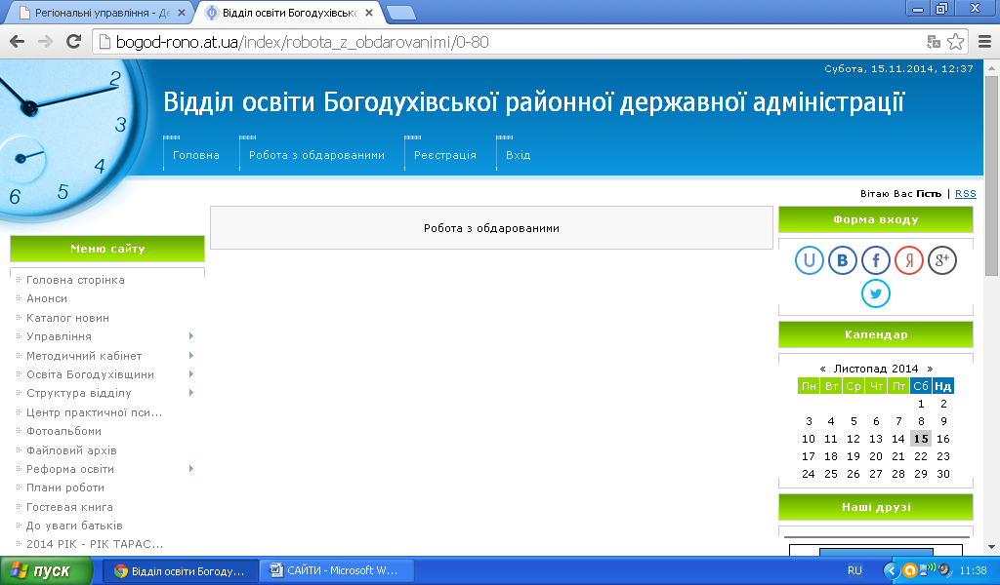 Регіональні управління - Де
Відділ освіти Богодухівськ
bogod-rono.at.ua/index/robota_z_obdarovanimi/0-80
Субота, 15.11.2014, 12:37
2
3
4
5
6
Відділ освіти Богодухівської районної державної адміністрації
Головна
Робота з обдарованими
Реєстрація
Вхід
Вітаю Вас Гість | RSS
Меню сайту
Головна сторінка
Анонси
Каталог новин
Управління
Методичний кабінет
Освіта Богодухівщини
Структура відділу
Центр практичної пси...
Фотоальбоми
Файловий архів
Реформа освіти
Плани роботи
Гостевая книга
До уваги батьків
2014 РІК - РІК ТАРАС...
Робота з обдарованими
Форма входу
U B f Я g+
Календар
« Листопад 2014 »
Пн Вт Ср Чт Пт Сб Нд
1 2
3 4 5 6 7 8 9
10 11 12 13 14 15 16
17 18 19 20 21 22 23
24 25 26 27 28 29 30
Наші друзі
пуск
Відділ освіти Богоду...
САЙТИ - Microsoft W...
RU
11:38